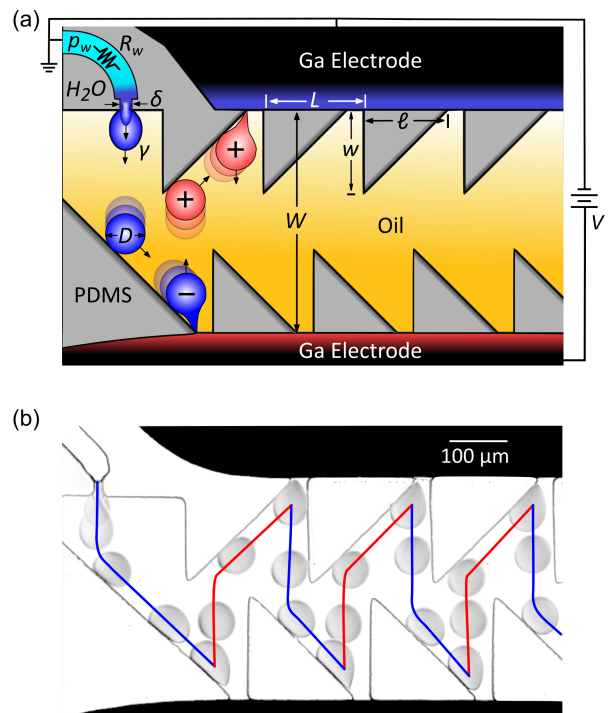 (a)
p_w
R_w
Ga Electrode
H₂O
δ
L
ℓ
w
γ
+
+
W
Oil
V
D
−
PDMS
Ga Electrode
(b)
100 μm